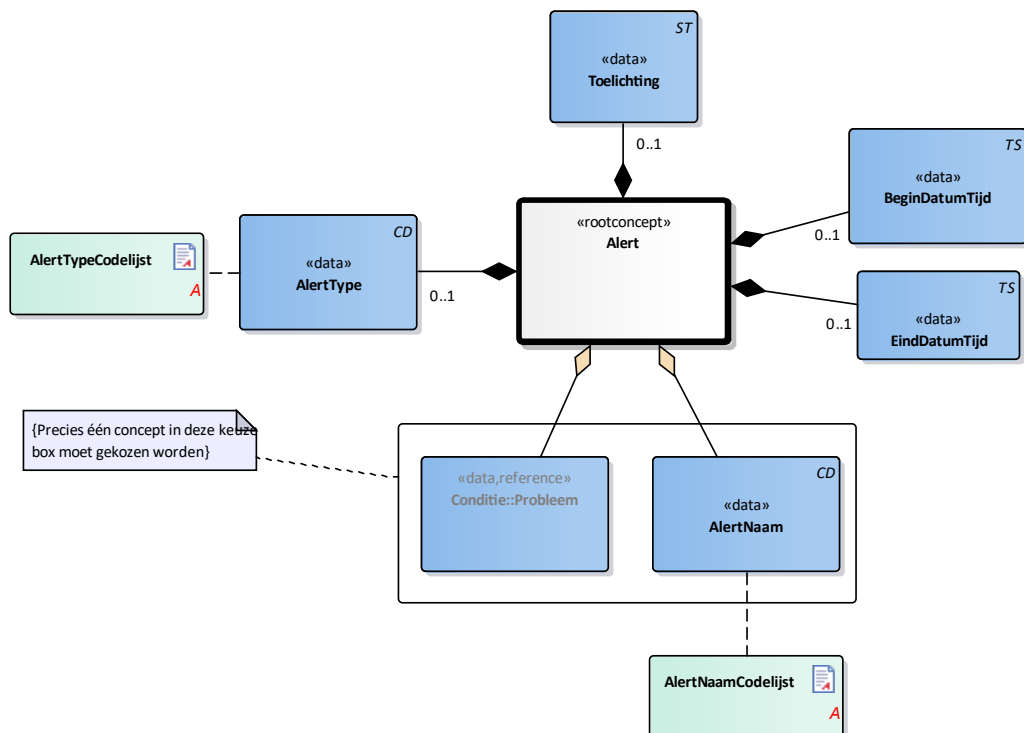 ST
«data»
Toelichting
0..1
TS
«data»
BeginDatumTijd
0..1
«rootconcept»
Alert
CD
«data»
AlertType
0..1
AlertTypeCodelijst
A
TS
«data»
EindDatumTijd
0..1
{Precies één concept in deze keuze
box moet gekozen worden}
«data,reference»
Conditie::Probleem
CD
«data»
AlertNaam
AlertNaamCodelijst
A